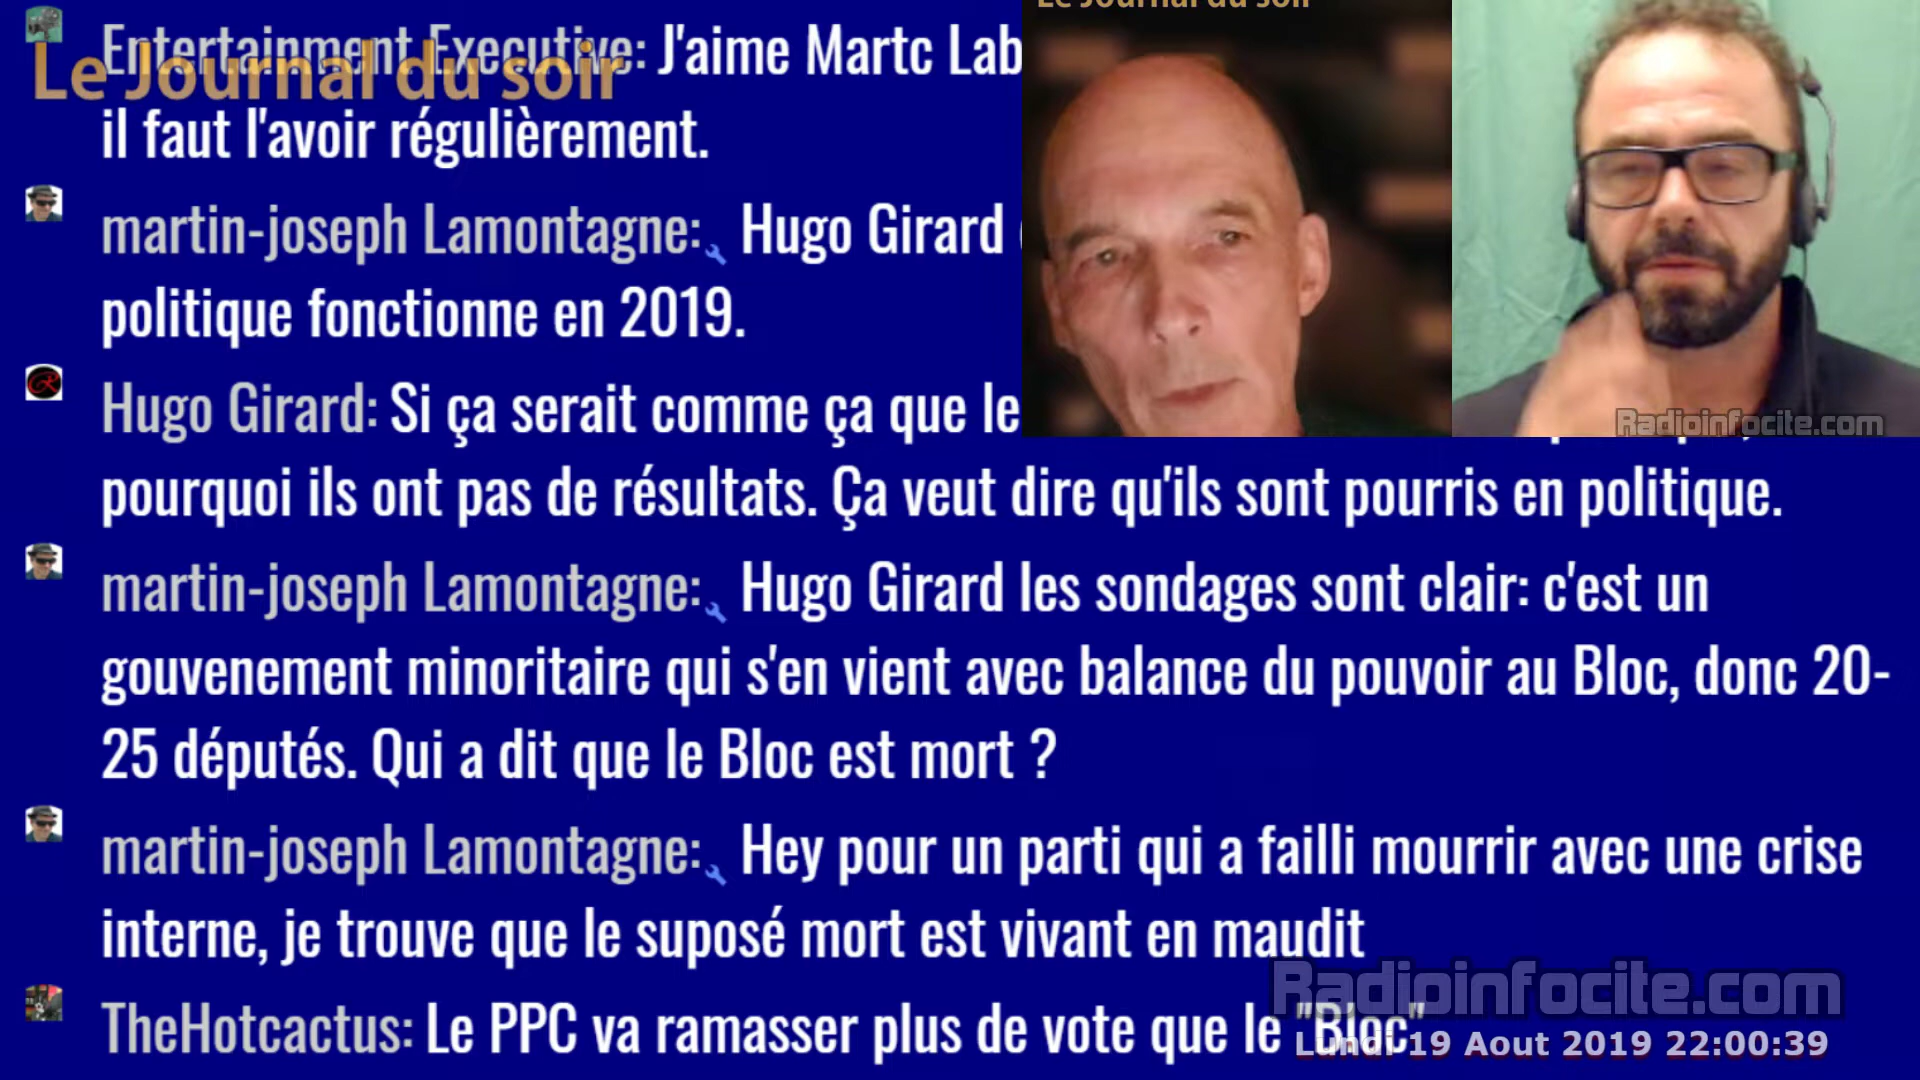 Le Journal du soir
Entertainment Executive: J'aime Martc Lab
il faut l'avoir régulièrement.
martin-joseph Lamontagne: Hugo Girard
politique fonctionne en 2019.
Hugo Girard: Si ça serait comme ça que le
pourquoi ils ont pas de résultats. Ça veut dire qu'ils sont pourris en politique.
martin-joseph Lamontagne: Hugo Girard les sondages sont clair: c'est un
gouvenement minoritaire qui s'en vient avec balance du pouvoir au Bloc, donc 20-
25 députés. Qui a dit que le Bloc est mort ?
martin-joseph Lamontagne: Hey pour un parti qui a failli mourrir avec une crise
interne, je trouve que le suposé mort est vivant en maudit
TheHotcactus: Le PPC va ramasser plus de vote que le "Bloc"
Le Journal du soir
Radioinfocite.com
Radioinfocite.com
Lundi 19 Aout 2019 22:00:39